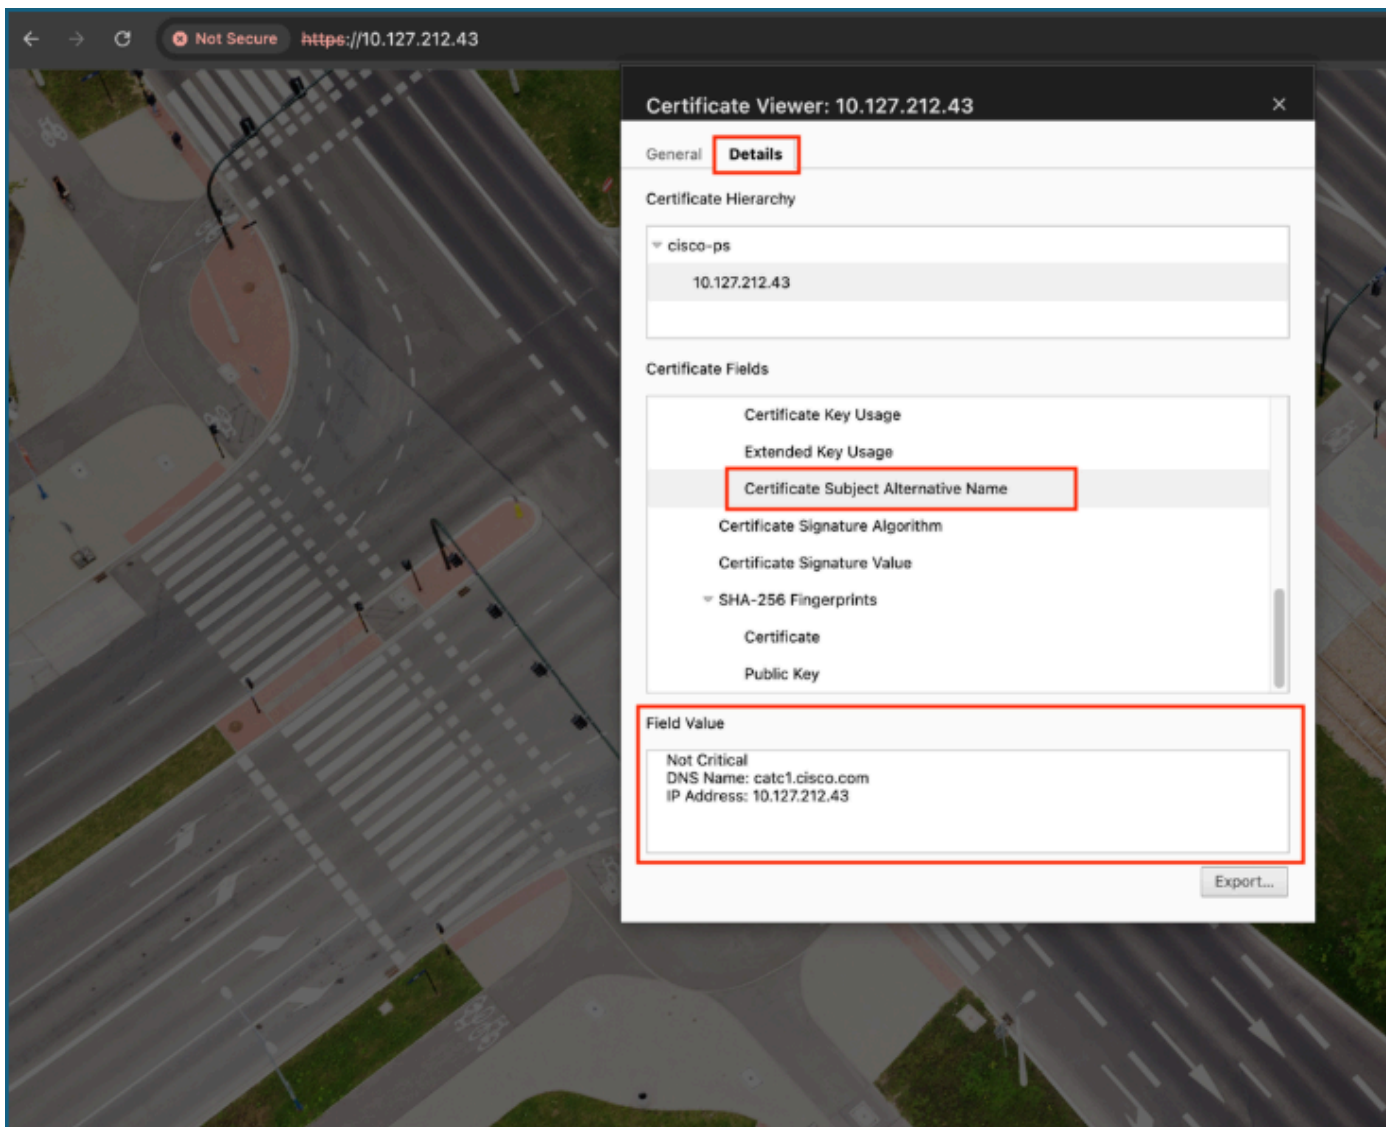 Not Secure https://10.127.212.43
Certificate Viewer: 10.127.212.43
General Details
Certificate Hierarchy
cisco-ps
10.127.212.43
Certificate Fields
Certificate Key Usage
Extended Key Usage
Certificate Subject Alternative Name
Certificate Signature Algorithm
Certificate Signature Value
SHA-256 Fingerprints
Certificate
Public Key
Field Value
Not Critical
DNS Name: catc1.cisco.com
IP Address: 10.127.212.43
Export...